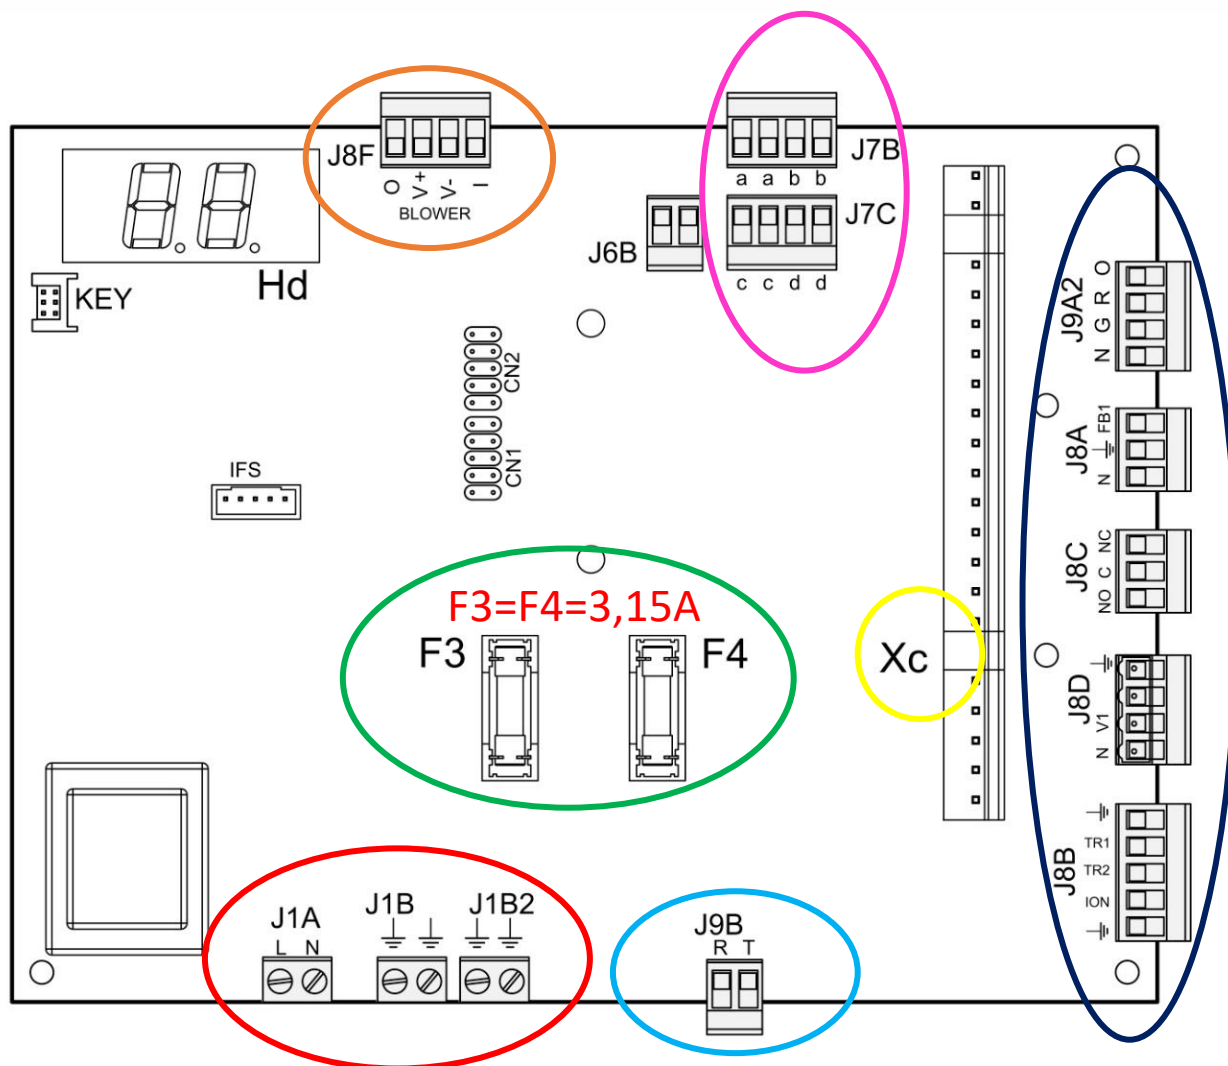 J8F
O V+ V- I
BLOWER
Hd
KEY
J7B
a a b b
J7C
c c d d
J6B
CN2
CN1
IFS
J9A2
O
R
G
N
J8A
FB1
N
J8C
NC
C
NO
J8D
V1
N
J8B
TR1
TR2
ION
F3=F4=3,15A
F3
F4
Xc
J1A
L N
J1B
J1B2
J9B
R T